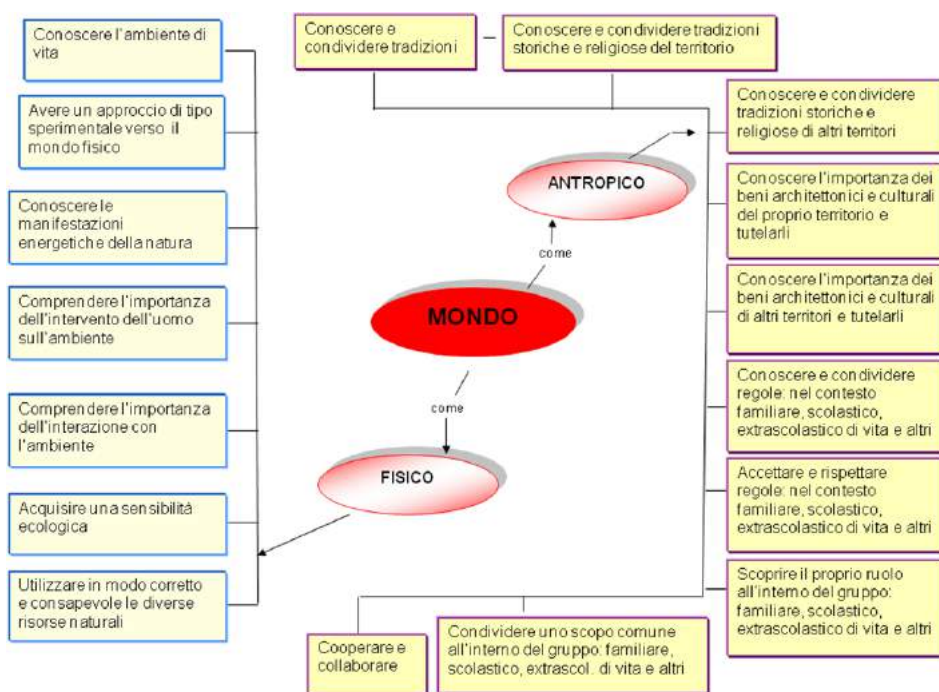 Conoscere l'ambiente di
vita
Avere un approccio di tipo
sperimentale verso il
mondo fisico
Conoscere le
manifestazioni
energetiche della natura
Comprendere l'importanza
dell'intervento dell'uomo
sull'ambiente
Comprendere l'importanza
dell'interazione con
l'ambiente
Acquisire una sensibilità
ecologica
Utilizzare in modo corretto
e consapevole le diverse
risorse naturali
Conoscere e
condividere tradizioni
Conoscere e condividere tradizioni
storiche e religiose del territorio
ANTROPICO
come
MONDO
come
FISICO
Conoscere e condividere
tradizioni storiche e
religiose di altri territori
Conoscere l'importanza dei
beni architettonici e culturali
del proprio territorio e
tutelarli
Conoscere l'importanza dei
beni architettonici e culturali
di altri territori e tutelarli
Conoscere e condividere
regole: nel contesto
familiare, scolastico,
extrascolastico di vita e altri
Accettare e rispettare
regole: nel contesto
familiare, scolastico,
extrascolastico di vita e altri
Scoprire il proprio ruolo
all'interno del gruppo:
familiare, scolastico,
extrascolastico di vita e altri
Cooperare e
collaborare
Condividere uno scopo comune
all'interno del gruppo: familiare,
scolastico, extrascol. di vita e altri